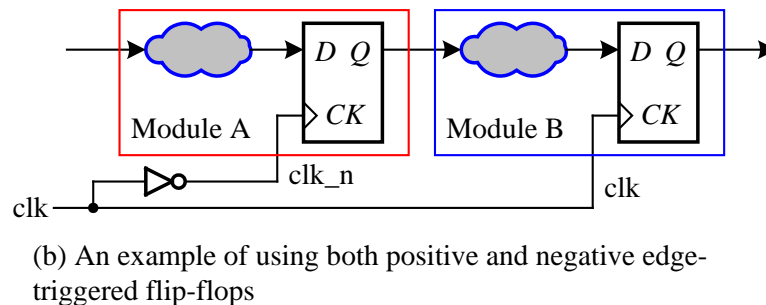 D Q
CK
Module A
D Q
CK
Module B
clk_n
clk
clk
(b) An example of using both positive and negative edge-
triggered flip-flops